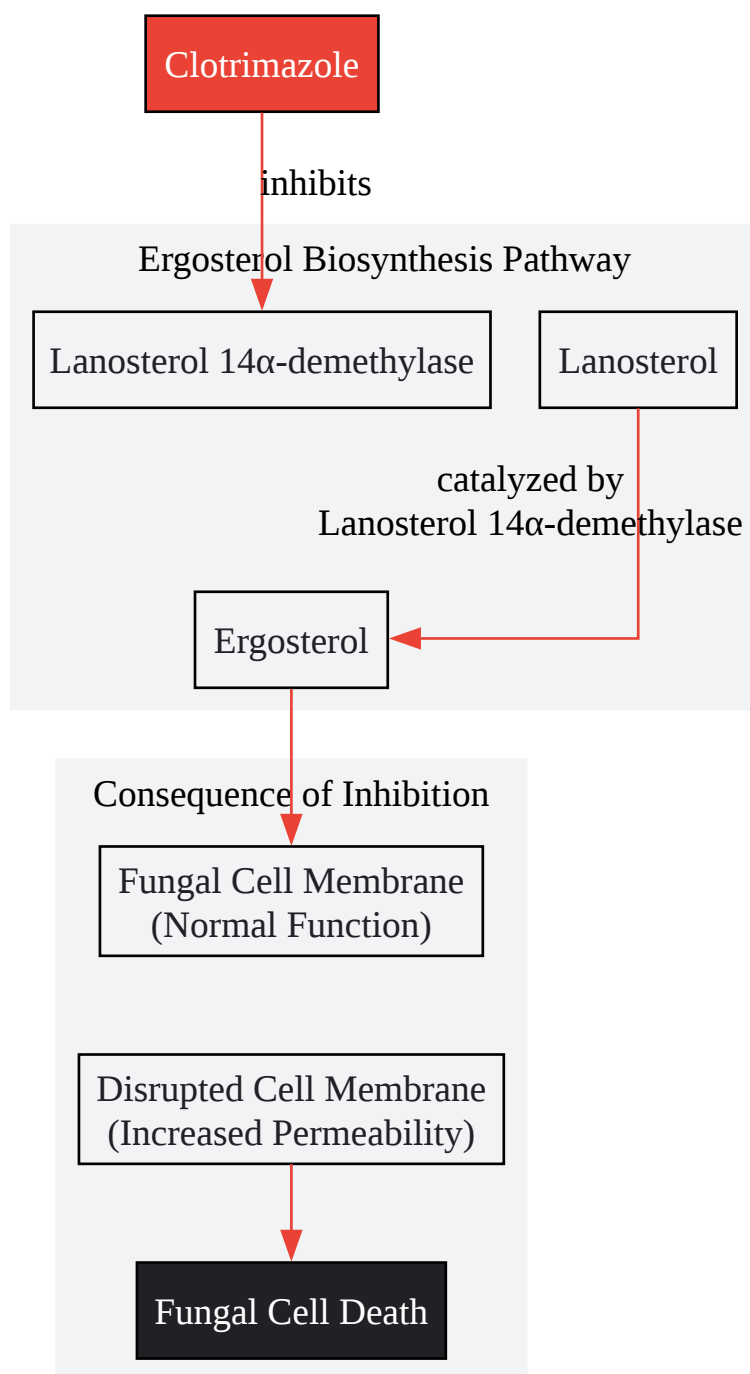 Clotrimazole
inhibits
Ergosterol Biosynthesis Pathway
Lanosterol 14α-demethylase
Lanosterol
catalyzed by
Lanosterol 14α-demethylase
Ergosterol
Consequence of Inhibition
Fungal Cell Membrane
(Normal Function)
Disrupted Cell Membrane
(Increased Permeability)
Fungal Cell Death